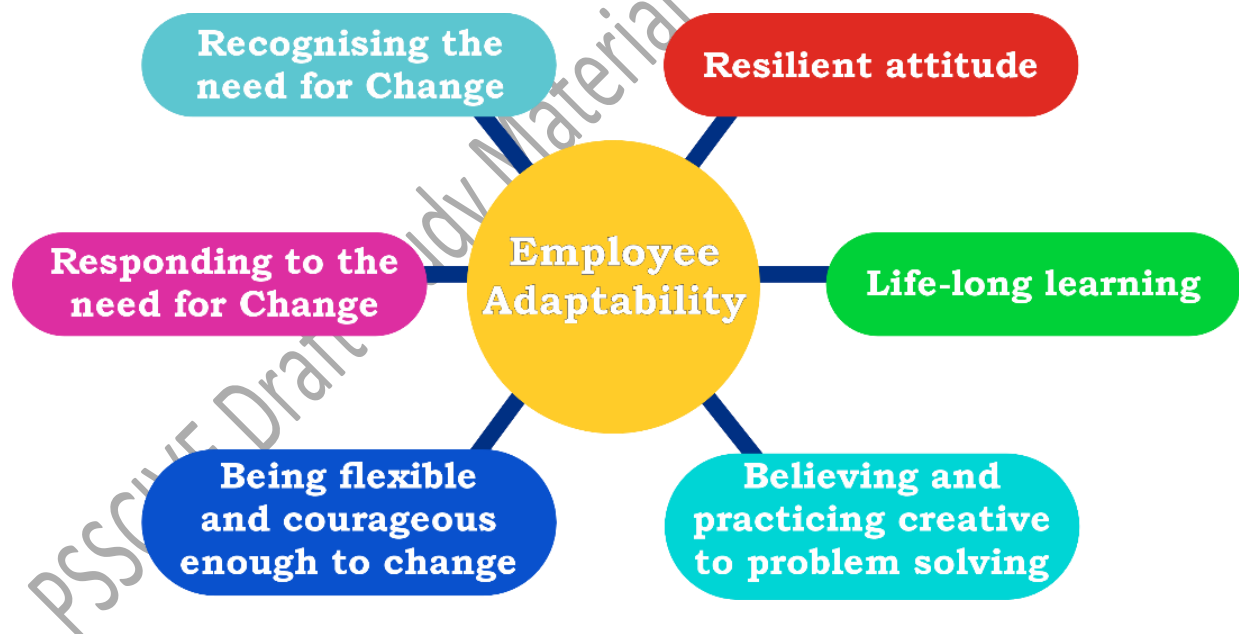 Recognising the
need for Change
Resilient attitude
Responding to the
need for Change
Employee
Adaptability
Life-long learning
Being flexible
and courageous
enough to change
Believing and
practicing creative
to problem solving
PSSCIVE Draft Study Material